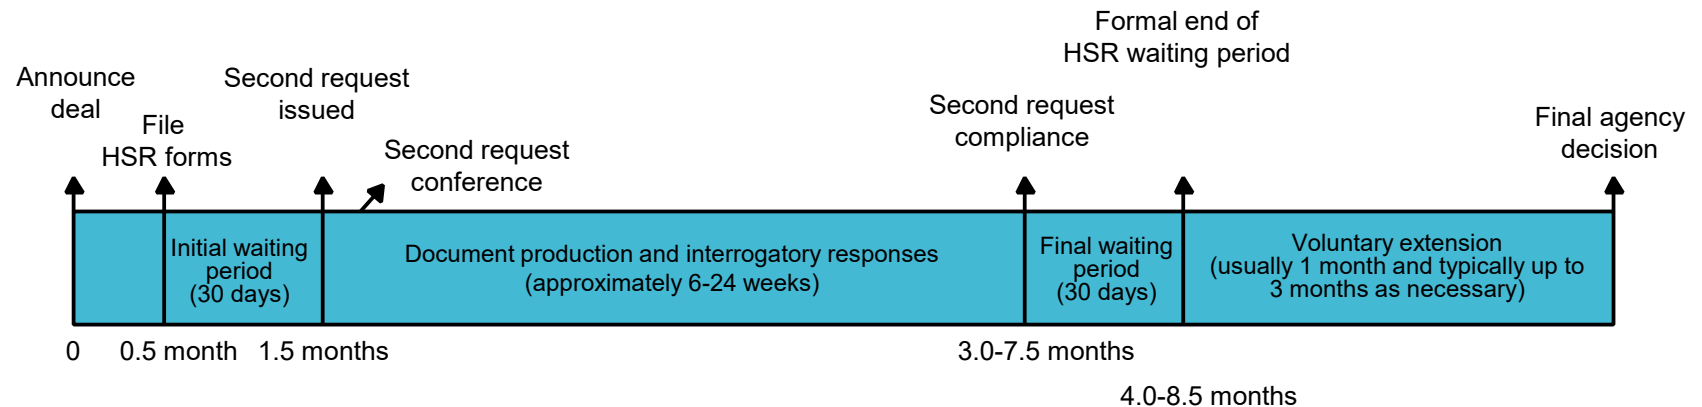 Announce
deal
File
HSR forms
Second request
issued
Second request
conference
Second request
compliance
Formal end of
HSR waiting period
Final agency
decision
Initial waiting
period
(30 days)
Document production and interrogatory responses
(approximately 6-24 weeks)
Final waiting
period
(30 days)
Voluntary extension
(usually 1 month and typically up to
3 months as necessary)
0
0.5 month
1.5 months
3.0-7.5 months
4.0-8.5 months